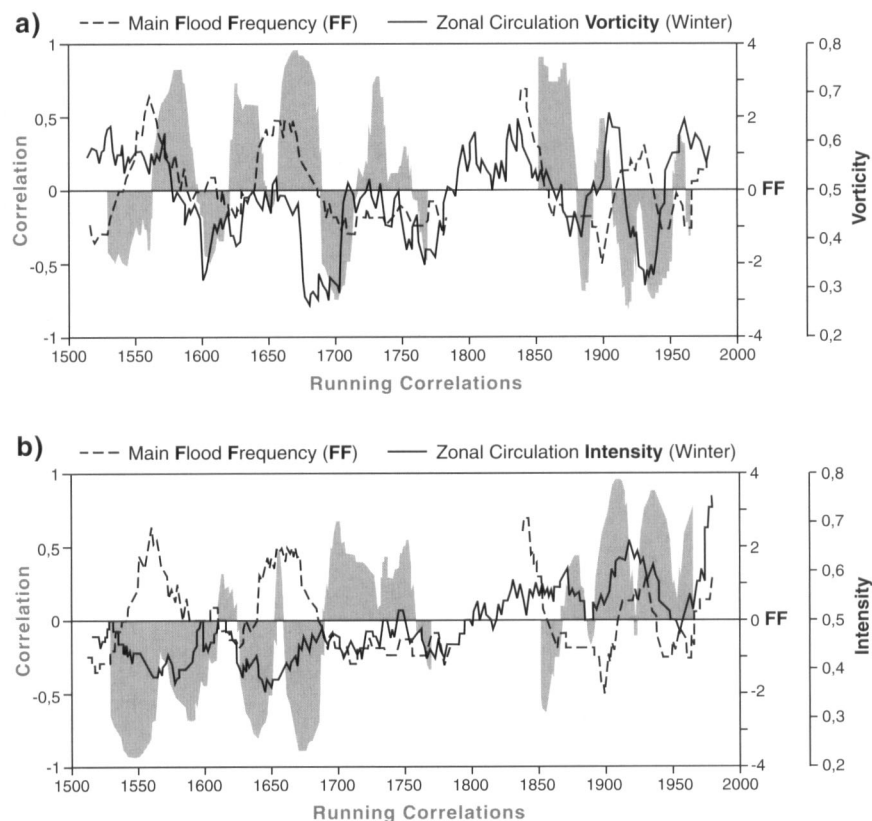 a)
Main Flood Frequency (FF) Zonal Circulation Vorticity (Winter)
1 4 0,8
0,7
0,5 2 0,6
Correlation 0 0 FF 0,5 Vorticity
0,4
-0,5 -2 0,3
-1 -4 0,2
1500 1550 1600 1650 1700 1750 1800 1850 1900 1950 2000
Running Correlations
b)
Main Flood Frequency (FF) Zonal Circulation Intensity (Winter)
1 4 0,8
0,7
0,5 2 0,6
Correlation 0 0 FF 0,5 Intensity
0,4
-0,5 -2 0,3
-1 -4 0,2
1500 1550 1600 1650 1700 1750 1800 1850 1900 1950 2000
Running Correlations